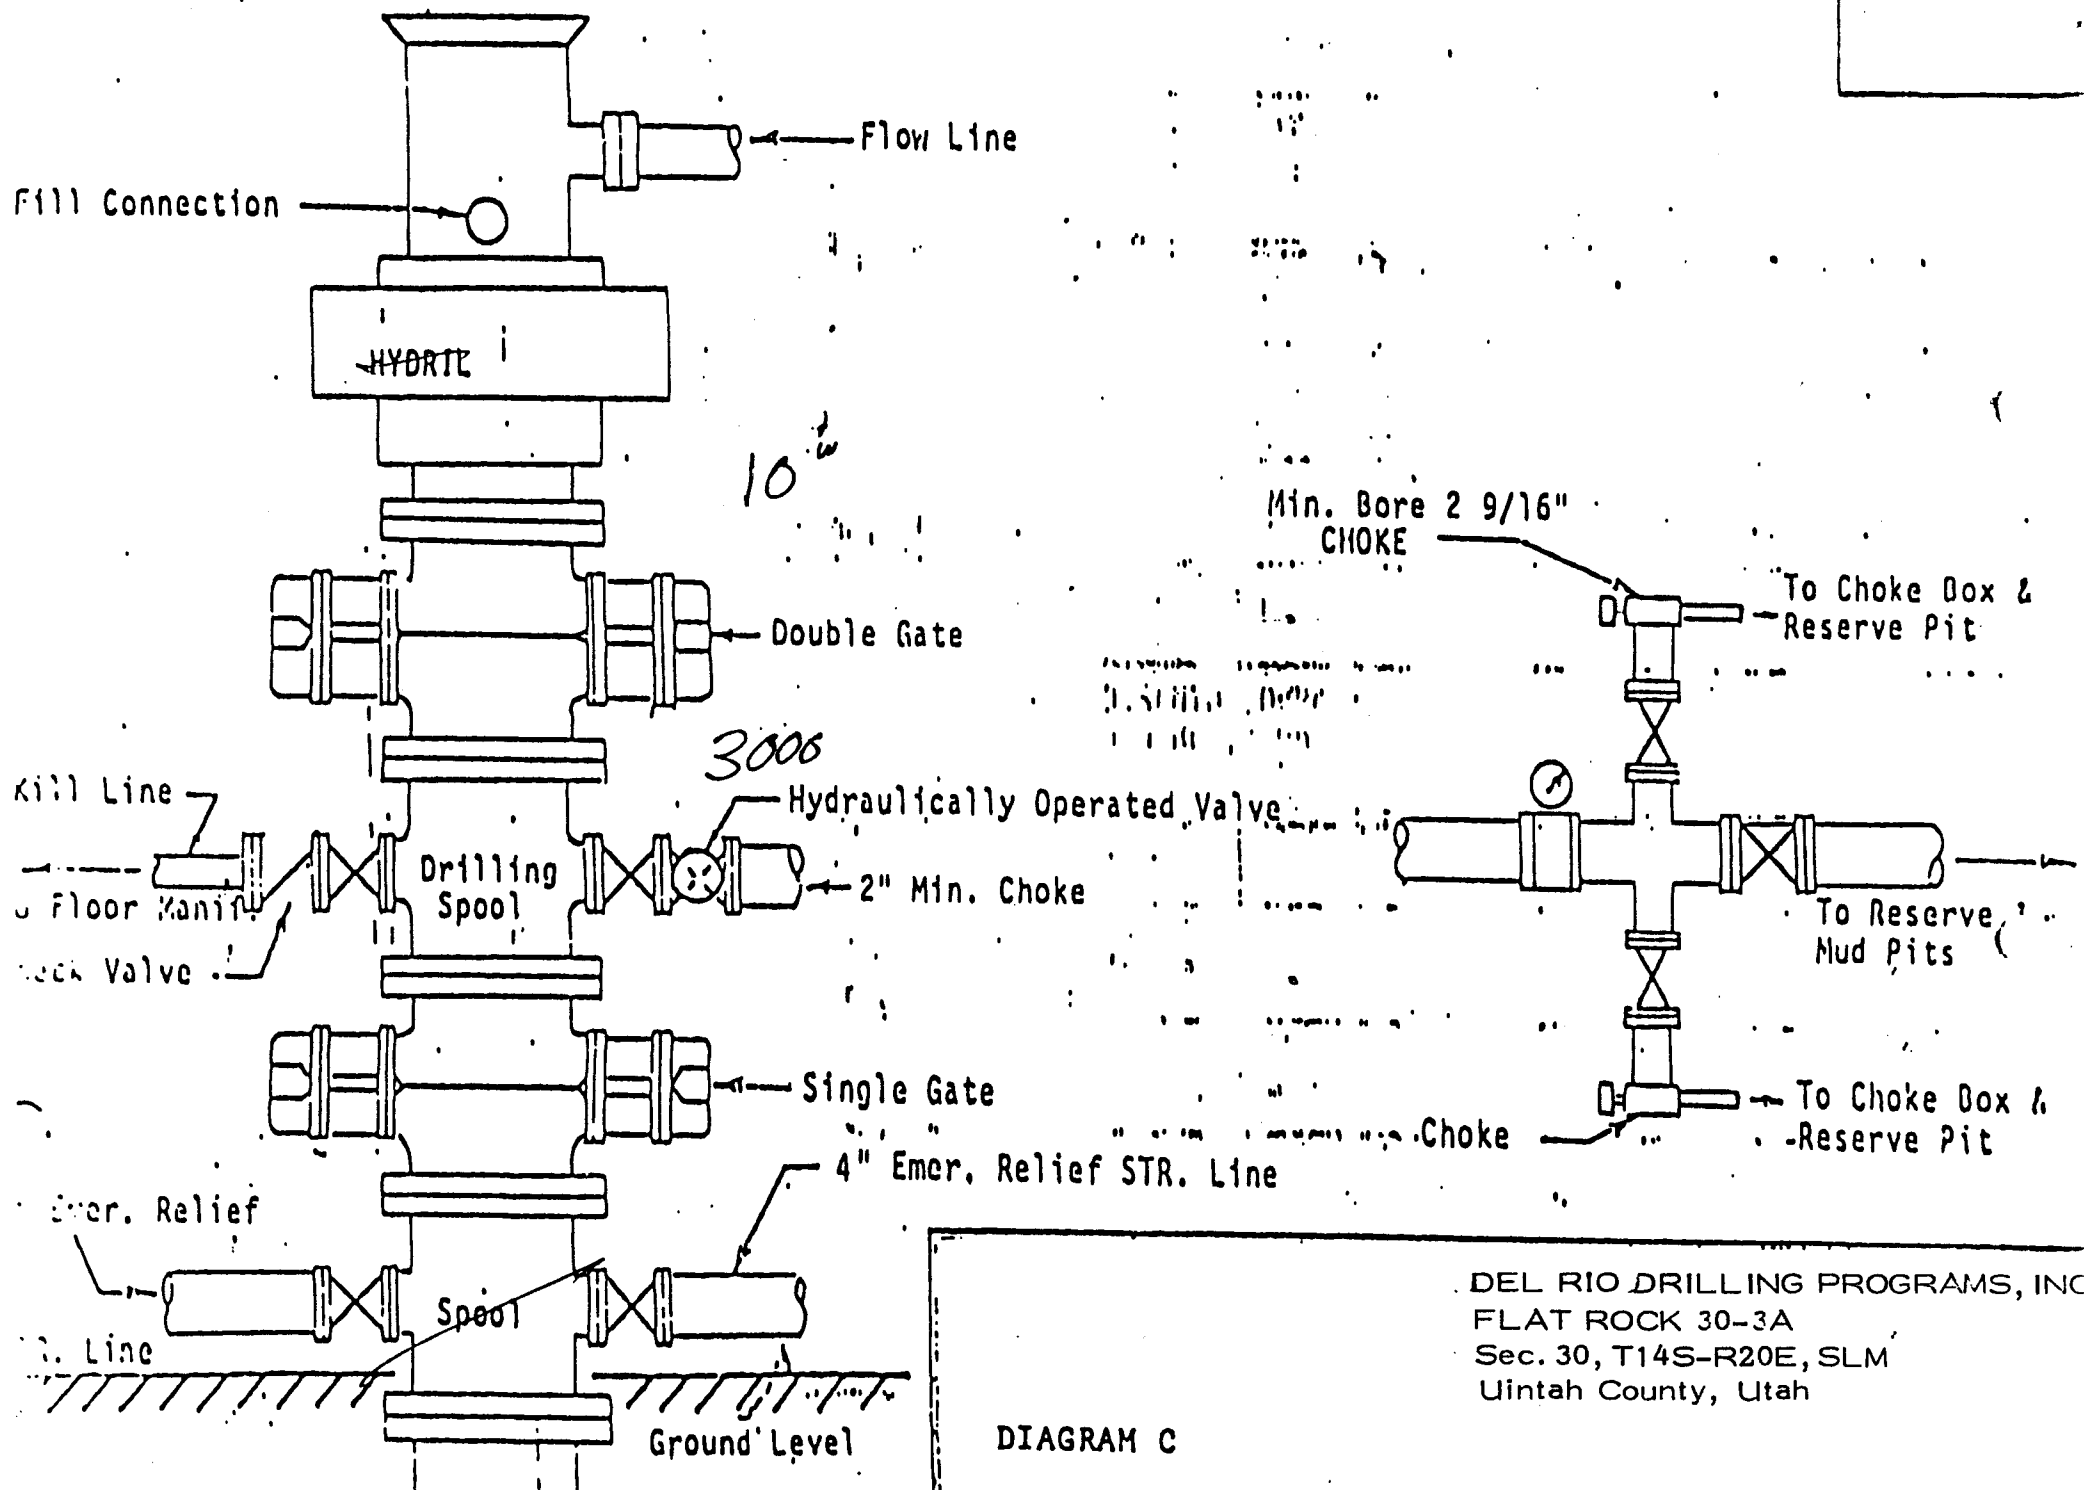 Flow Line
Fill Connection
HYDRIL
10
Min. Bore 2 9/16"
CHOKE
To Choke Box &
Reserve Pit
Double Gate
3000
Kill Line
Hydraulically Operated Valve
Drilling
Spool
2" Min. Choke
Floor Manif.
Valve
To Reserve
Mud Pits
Single Gate
To Choke Box &
Reserve Pit
Choke
4" Emer. Relief STR. Line
Relief
Spool
Line
Ground Level
DEL RIO DRILLING PROGRAMS, INC
FLAT ROCK 30-3A
Sec. 30, T14S-R20E, SLM
Uintah County, Utah
DIAGRAM C